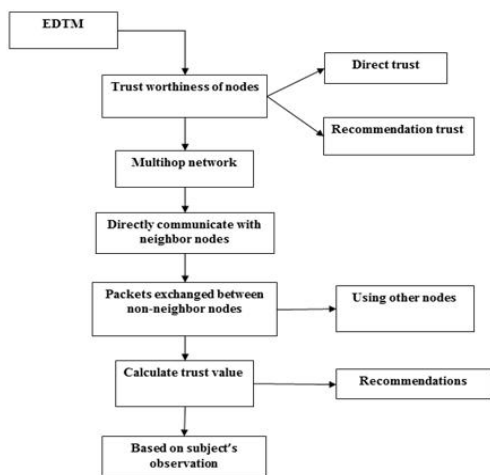 EDTM
Direct trust
Trust worthiness of nodes
Recommendation trust
Multihop network
Directly communicate with
neighbor nodes
Packets exchanged between
non-neighbor nodes
Using other nodes
Calculate trust value
Recommendations
Based on subject's
observation